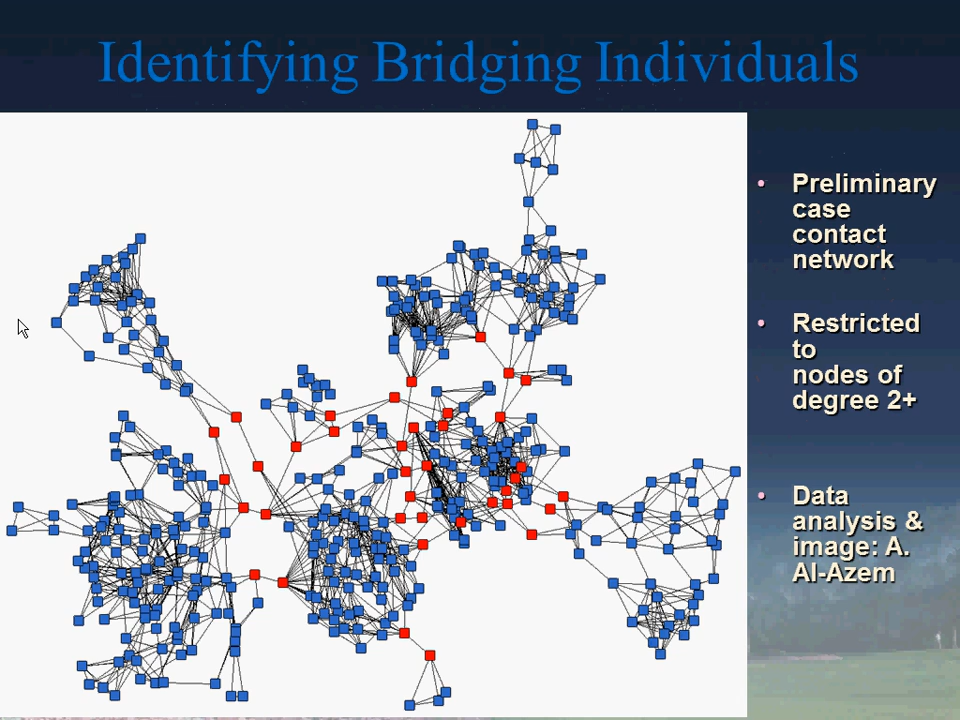 Identifying Bridging Individuals
• Preliminary
case
contact
network
• Restricted
to
nodes of
degree 2+
• Data
analysis &
image: A.
Al-Azem